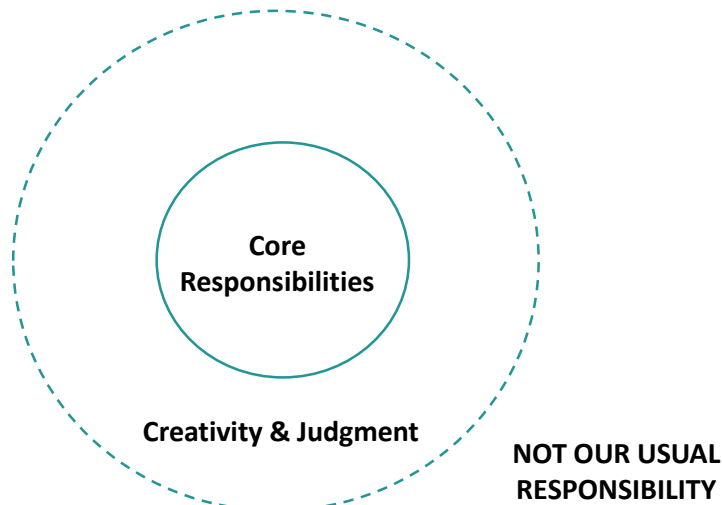 Core
Responsibilities
Creativity & Judgment
NOT OUR USUAL
RESPONSIBILITY